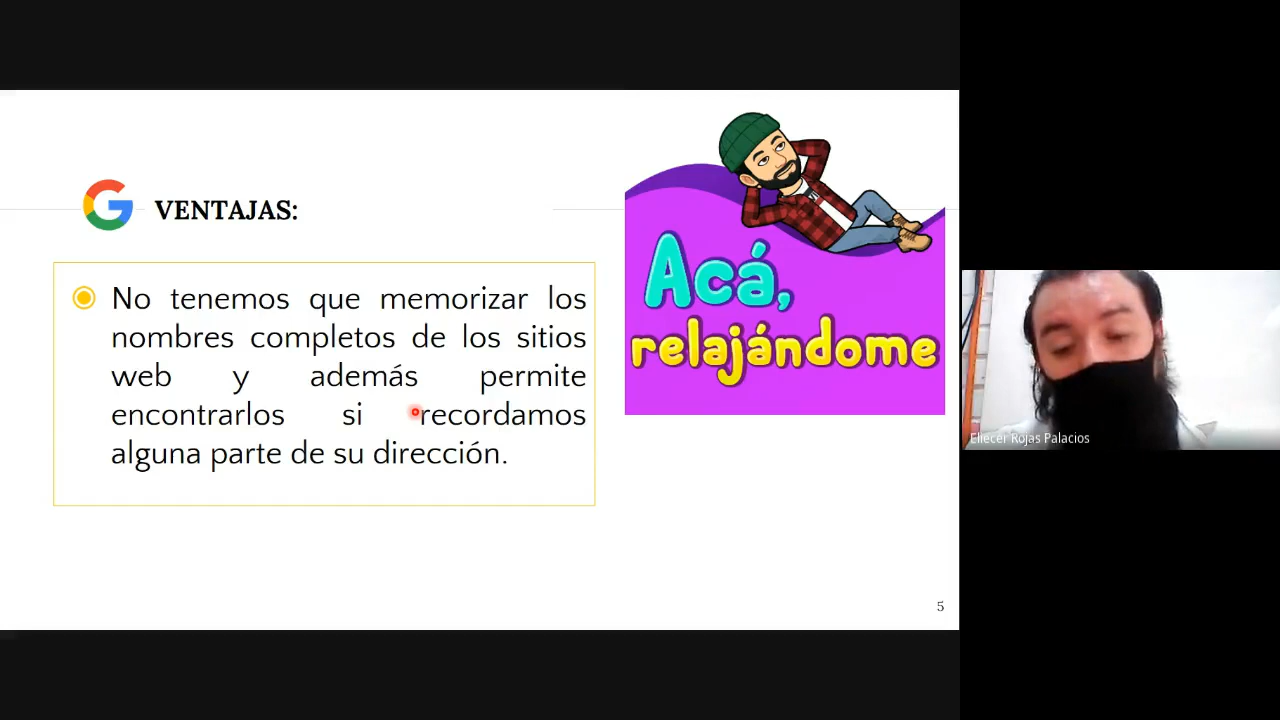 VENTAJAS:
No tenemos que memorizar los
nombres completos de los sitios
web y además permite
encontrarlos si recordamos
alguna parte de su dirección.
Acá,
relajándome
5
Eliecer Rojas Palacios